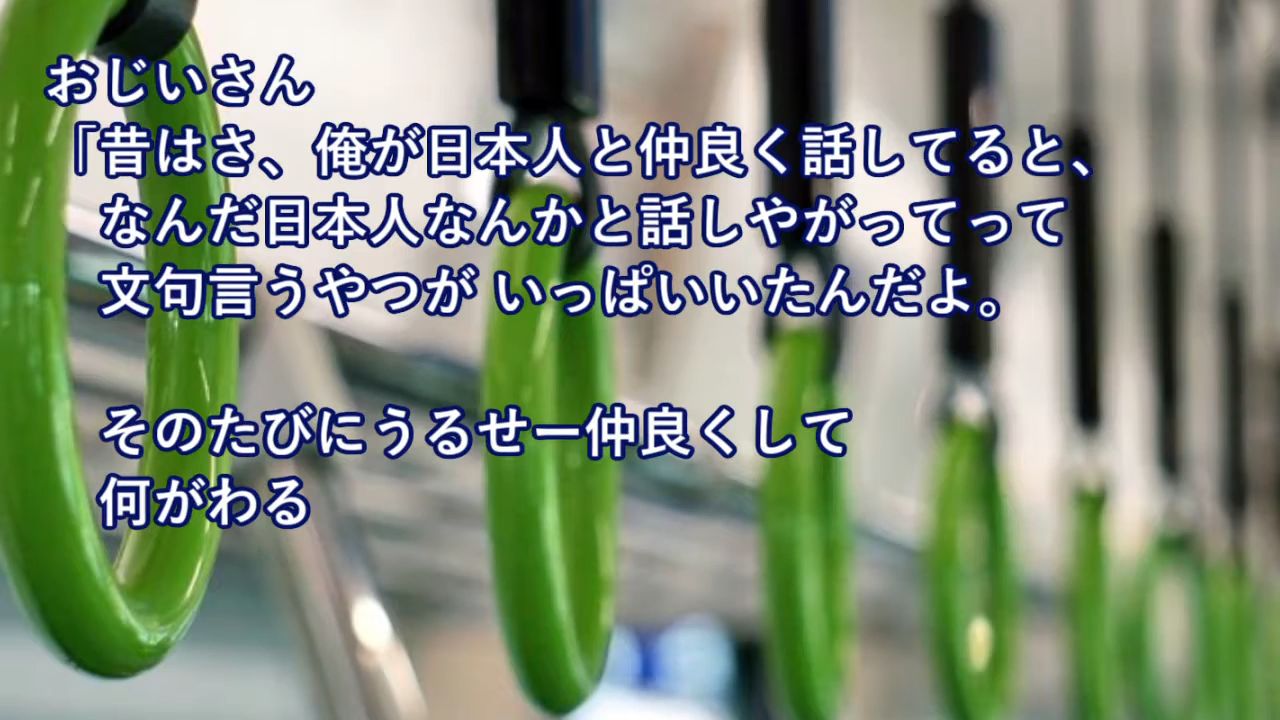 おじいさん
「昔はさ、俺が日本人と仲良く話してると、
なんだ日本人なんかと話しやがってって
文句言うやつが いっぱいいたんだよ。
そのたびにうるせー仲良くして
何がわる